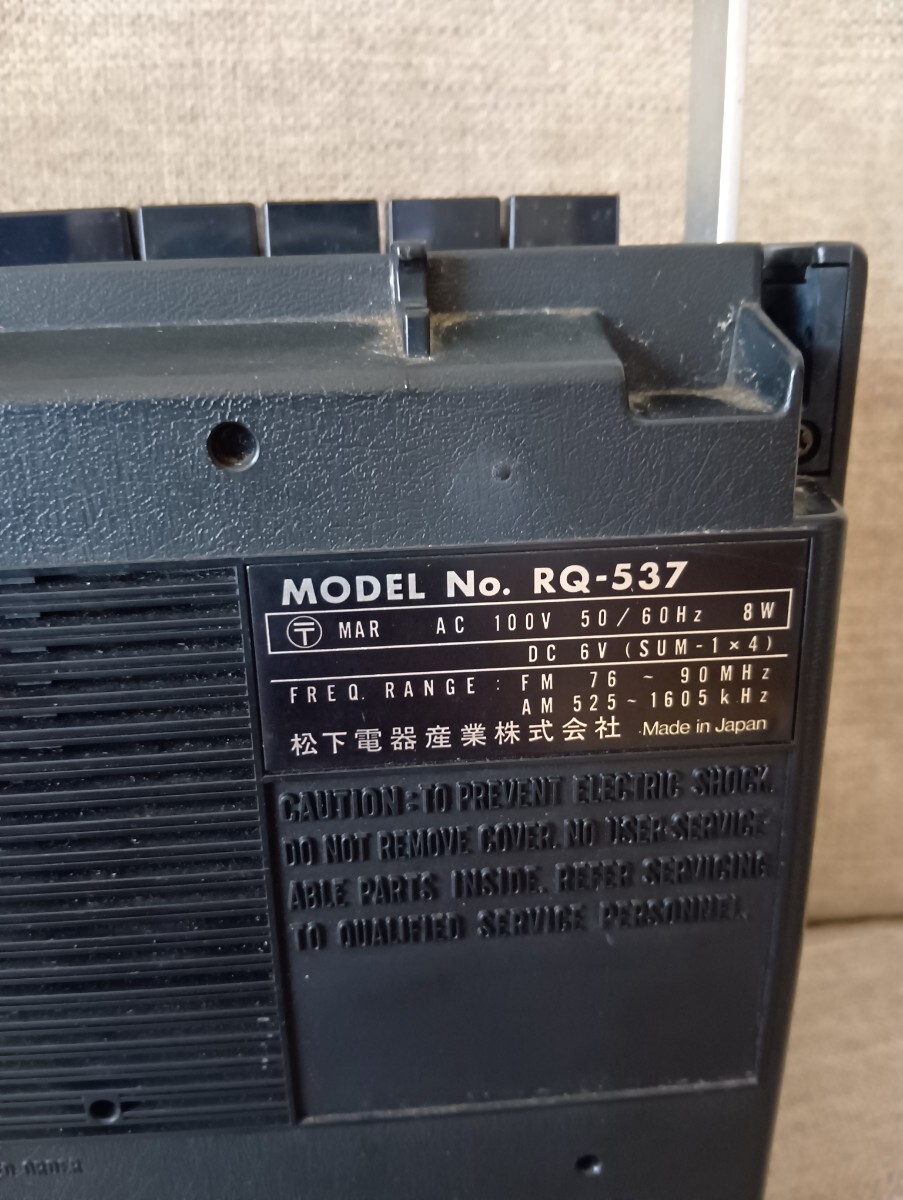 MODEL No. RQ-537
〒 MAR AC 100V 50/60Hz 8W
DC 6V (SUM-1×4)
FREQ. RANGE : FM 76 ~ 90MHz
AM 525~1605kHz
松下電器産業株式会社 Made in Japan
CAUTION: TO PREVENT ELECTRIC SHOCK.
DO NOT REMOVE COVER. NO USER-SERVICE
ABLE PARTS INSIDE. REFER SERVICING
TO QUALIFIED SERVICE PERSONNEL.